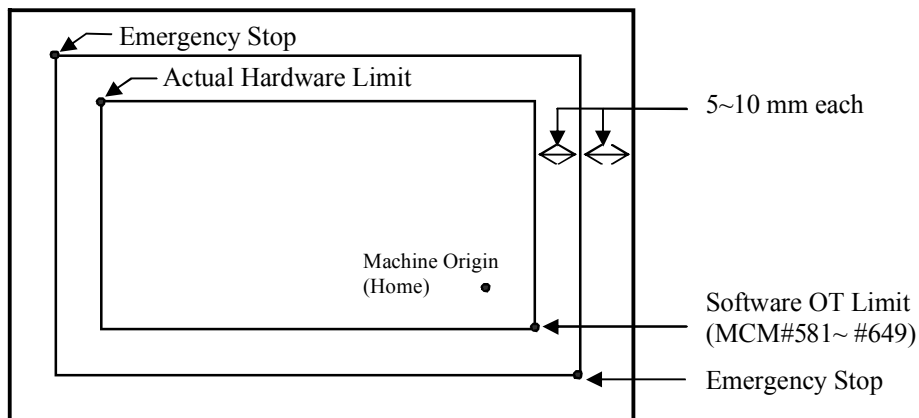 Emergency Stop
Actual Hardware Limit
5~10 mm each
Machine Origin
(Home)
Software OT Limit
(MCM#581~ #649)
Emergency Stop